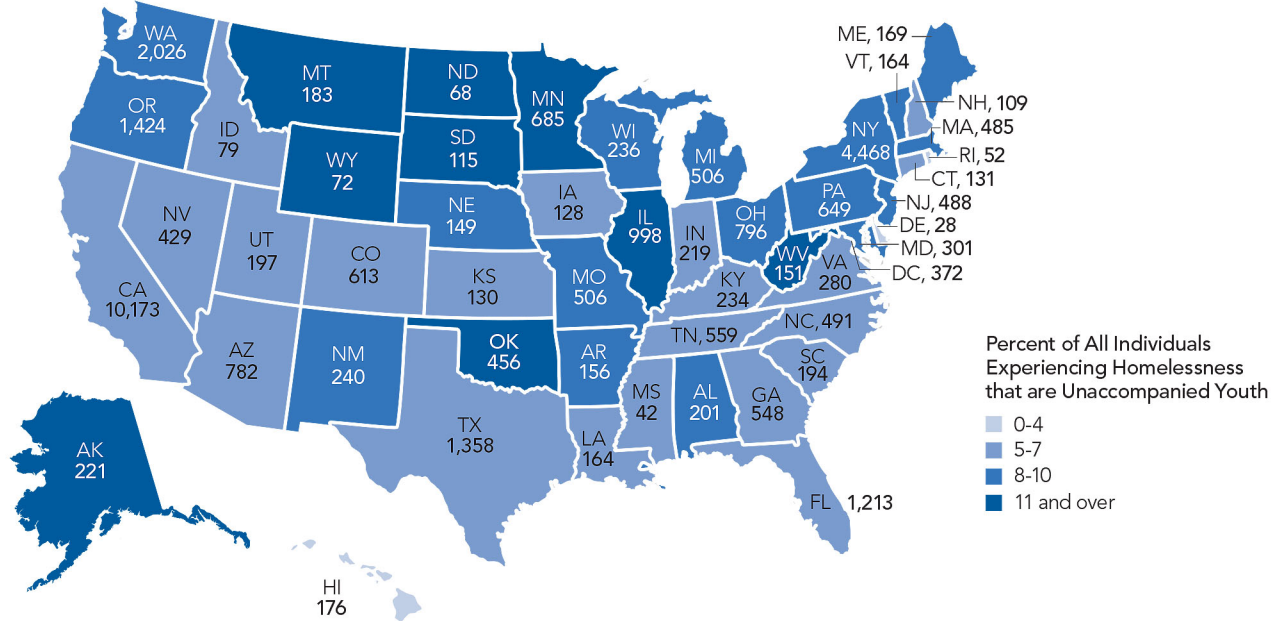 WA
2,026
OR
1,424
ID
79
MT
183
ND
68
MN
685
SD
115
WY
72
WI
236
MI
506
NY
4,468
ME, 169
VT, 164
NH, 109
MA, 485
RI, 52
CT, 131
NJ, 488
DE, 28
MD, 301
DC, 372
PA
649
IA
128
NE
149
NV
429
UT
197
CO
613
CA
10,173
KS
130
MO
506
IL
998
IN
219
OH
796
WV
151
VA
280
KY
234
TN, 559
NC, 491
SC
194
AZ
782
NM
240
OK
456
AR
156
MS
42
AL
201
GA
548
TX
1,358
LA
164
FL 1,213
AK
221
HI
176
Percent of All Individuals
Experiencing Homelessness
that are Unaccompanied Youth
0-4
5-7
8-10
11 and over